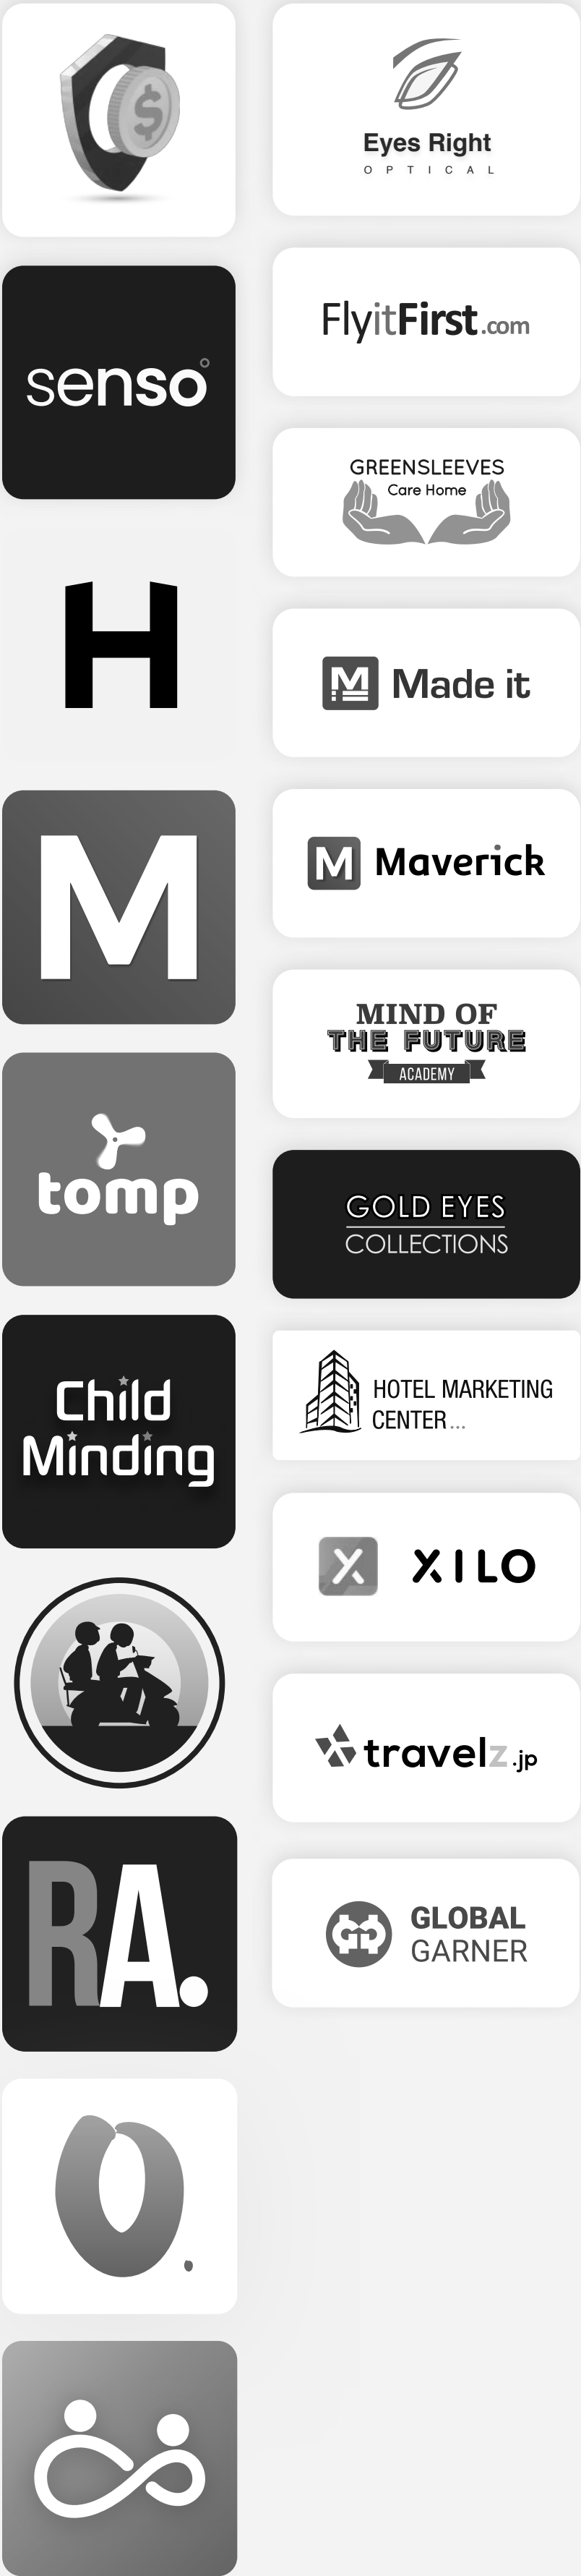 $
senso
H
M
tomp
Child
Minding
RA.
Eyes Right
OPTICAL
FlyitFirst.com
GREENSLEEVES
Care Home
M Made it
M Maverick
MIND OF
THE FUTURE
ACADEMY
GOLD EYES
COLLECTIONS
HOTEL MARKETING
CENTER...
X XILO
travelz.jp
GLOBAL
GARNER